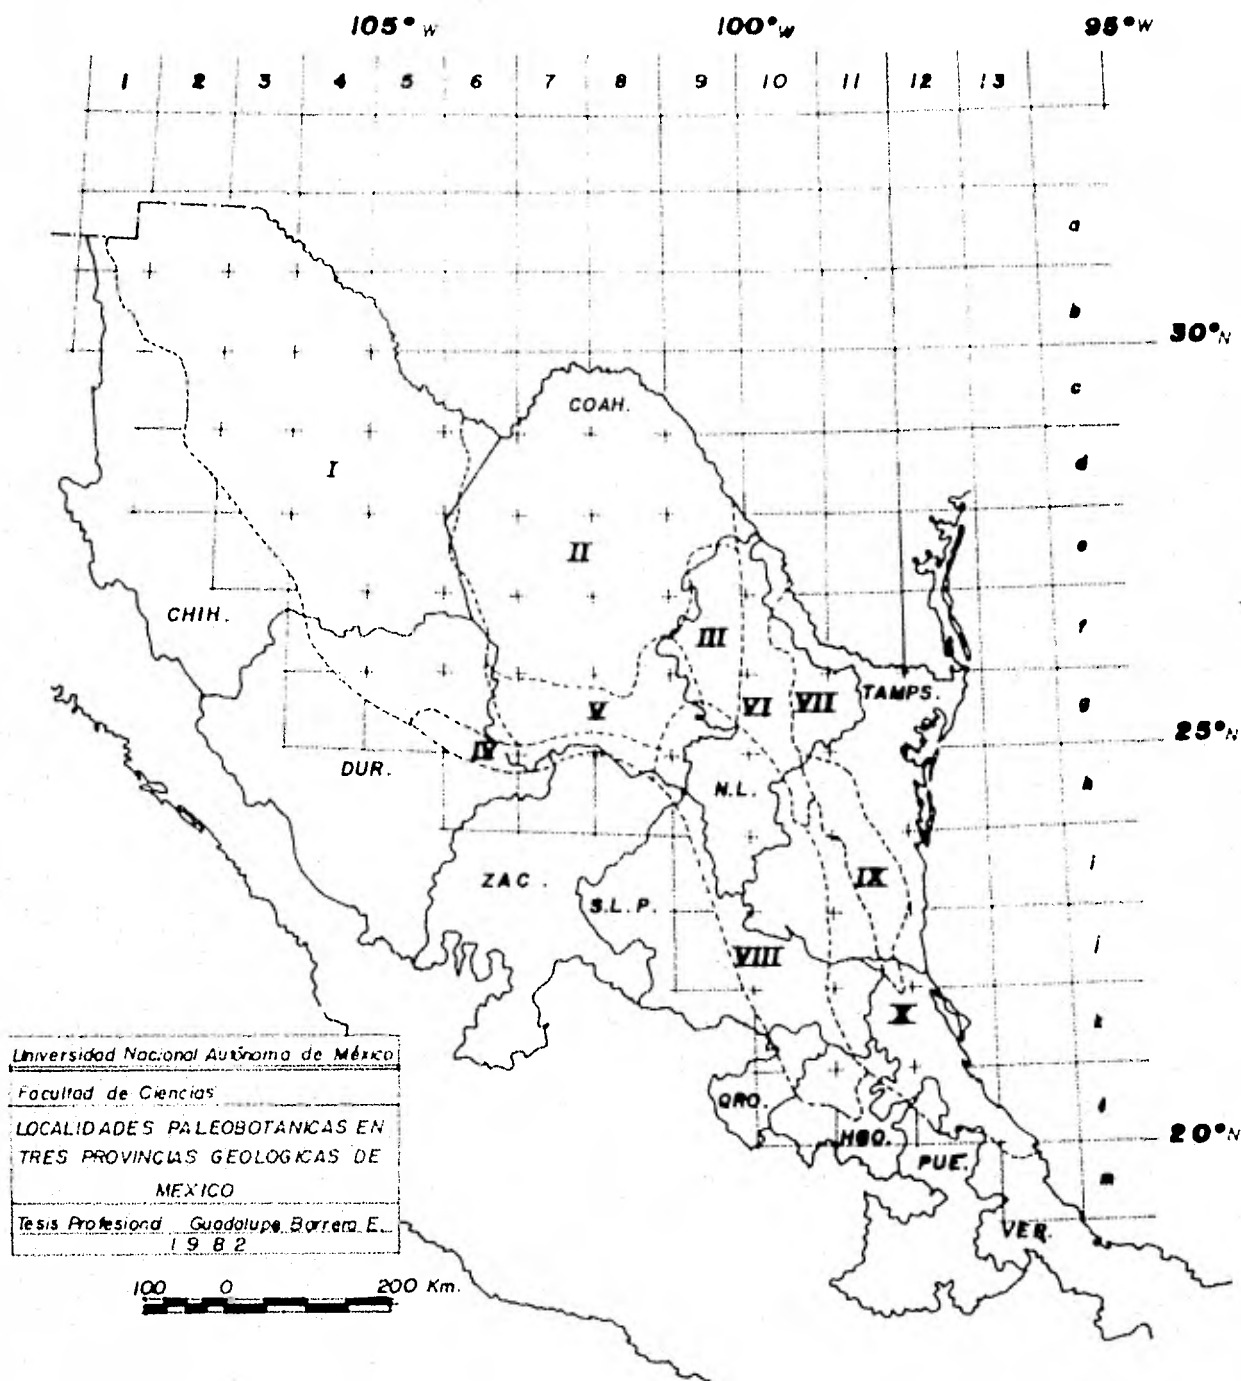 105° W 100° W 95° W
1 2 3 4 5 6 7 8 9 10 11 12 13
a
b
30° N
c
COAH.
d
I
II
e
CHIH.
III
f
TAMPS.
V
VI
VII
g
25° N
IV
DUR.
N.L.
h
ZAC.
S.L.P.
IX
i
VIII
j
X
k
QRO.
HGO.
l
20° N
PUE.
m
VER.
Universidad Nacional Autónoma de México
Facultad de Ciencias
LOCALIDADES PALEOBOTANICAS EN
TRES PROVINCIAS GEOLOGICAS DE
MEXICO
Tesis Profesional Guadalupe Barrera E.
1982
100 0 200 Km.